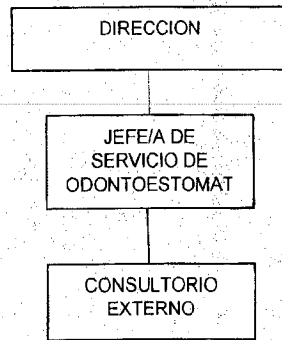 DIRECCION
JEFE/A DE
SERVICIO DE
ODONTOESTOMAT
CONSULTORIO
EXTERNO